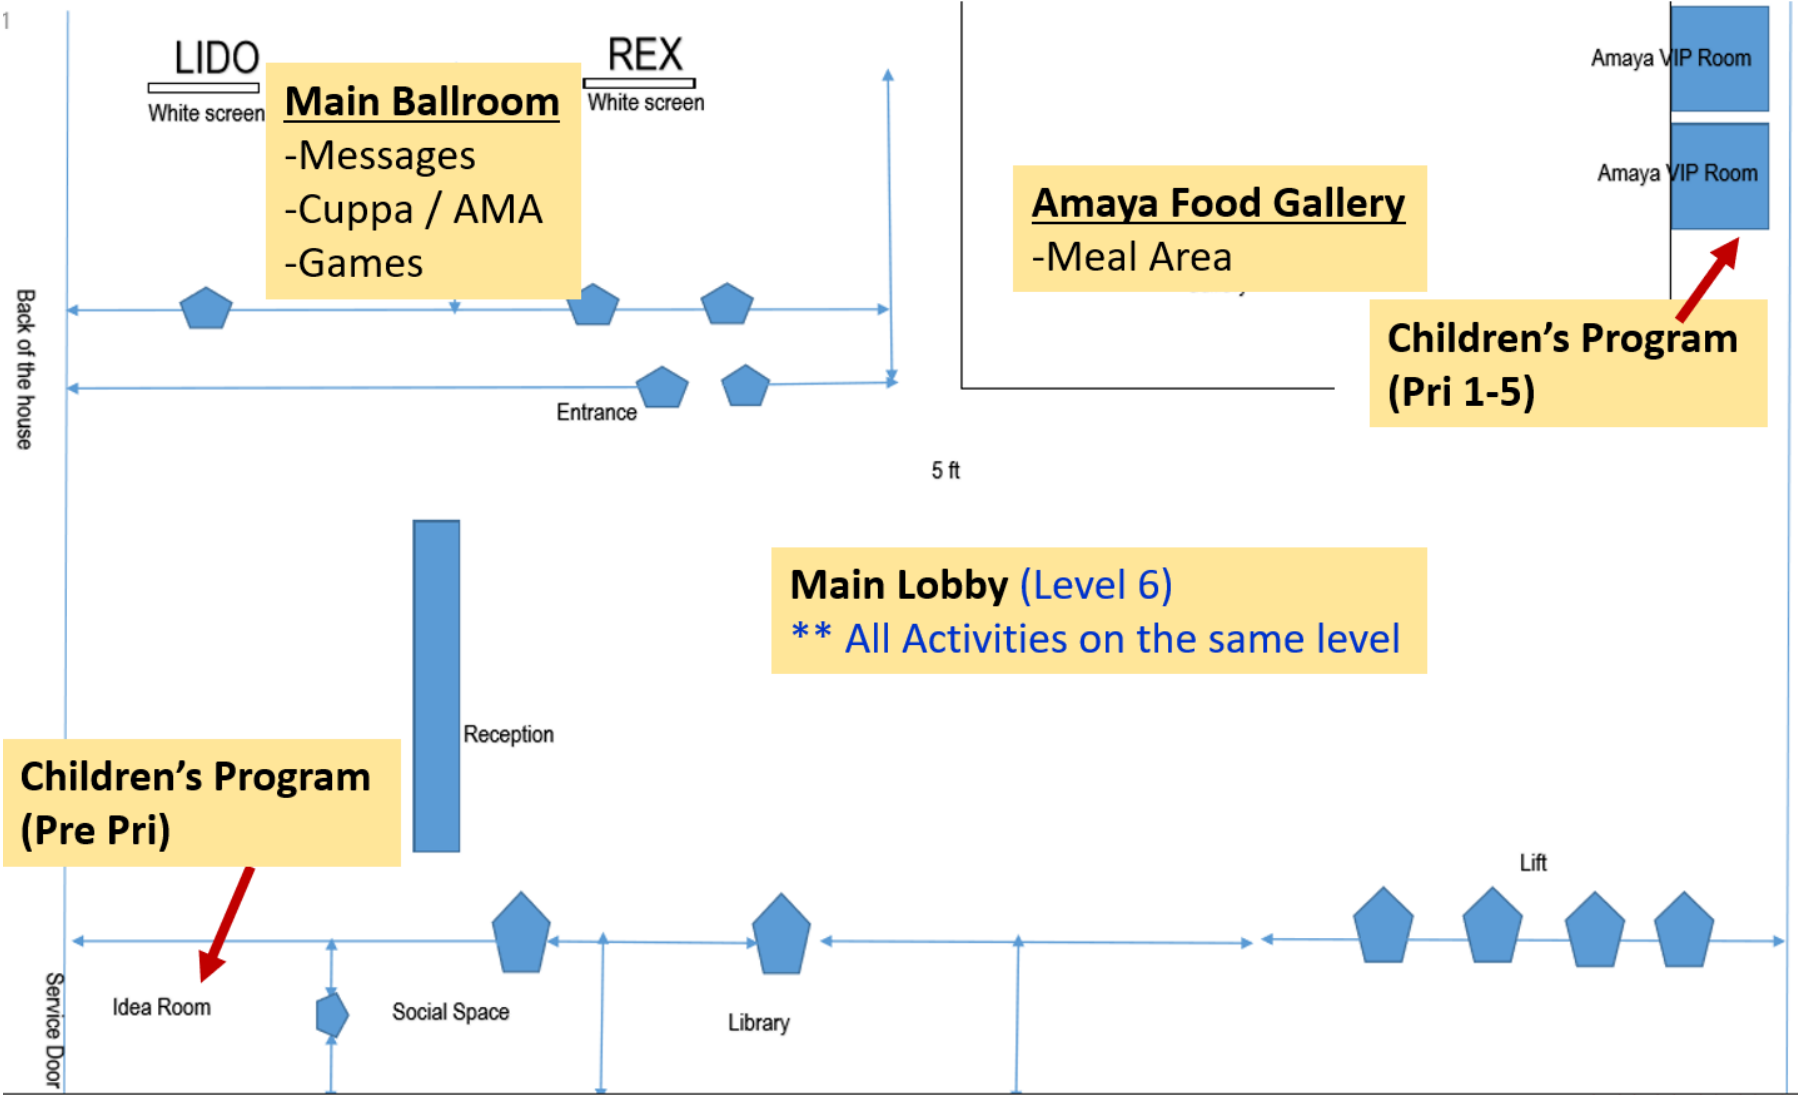 1
LIDO
White screen
REX
White screen
Main Ballroom
-Messages
-Cuppa / AMA
-Games
Amaya VIP Room
Amaya VIP Room
Amaya Food Gallery
-Meal Area
Children's Program
(Pri 1-5)
Back of the house
Entrance
5 ft
Main Lobby (Level 6)
** All Activities on the same level
Reception
Children's Program
(Pre Pri)
Lift
Service Door
Idea Room
Social Space
Library